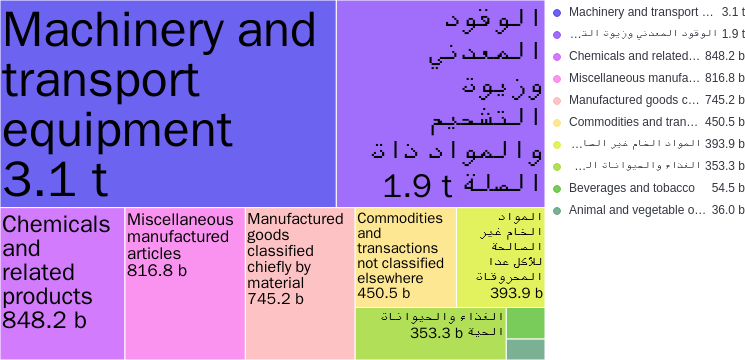 Machinery and
transport
equipment
3.1 t
الوقود
المعدني
وزيوت
التشحيم
والمواد ذات
الصلة 1.9 t
Chemicals
and
related
products
848.2 b
Miscellaneous
manufactured
articles
816.8 b
Manufactured
goods
classified
chiefly by
material
745.2 b
Commodities
and
transactions
not classified
elsewhere
450.5 b
المواد
الخام غير
الصالحة
للأكل عدا
المحروقات
393.9 b
الغذاء والحيوانات
الحية 353.3 b
Machinery and transport ... 3.1 t
الوقود المعدني وزيوت الت... 1.9 t
Chemicals and related... 848.2 b
Miscellaneous manufa... 816.8 b
Manufactured goods c... 745.2 b
Commodities and tran... 450.5 b
المواد الخام غير الصا... 393.9 b
الغذاء والحيوانات ال... 353.3 b
Beverages and tobacco 54.5 b
Animal and vegetable o... 36.0 b